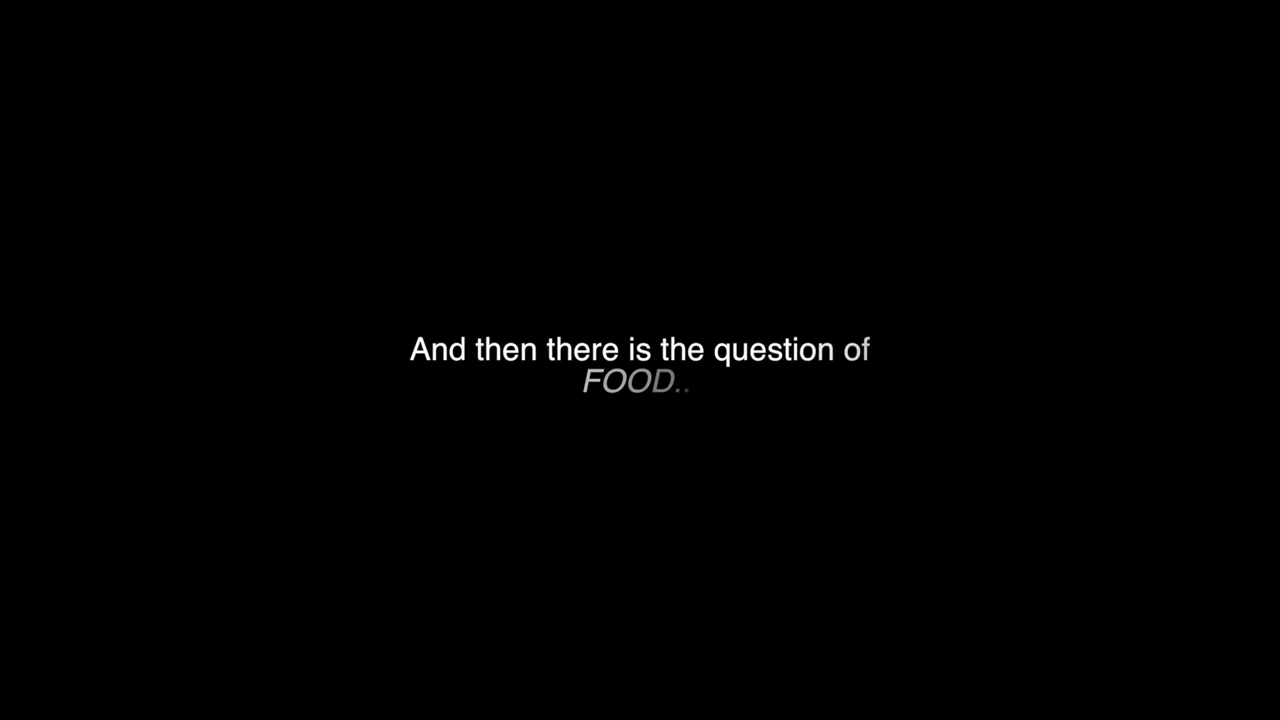 And then there is the question of
FOOD..